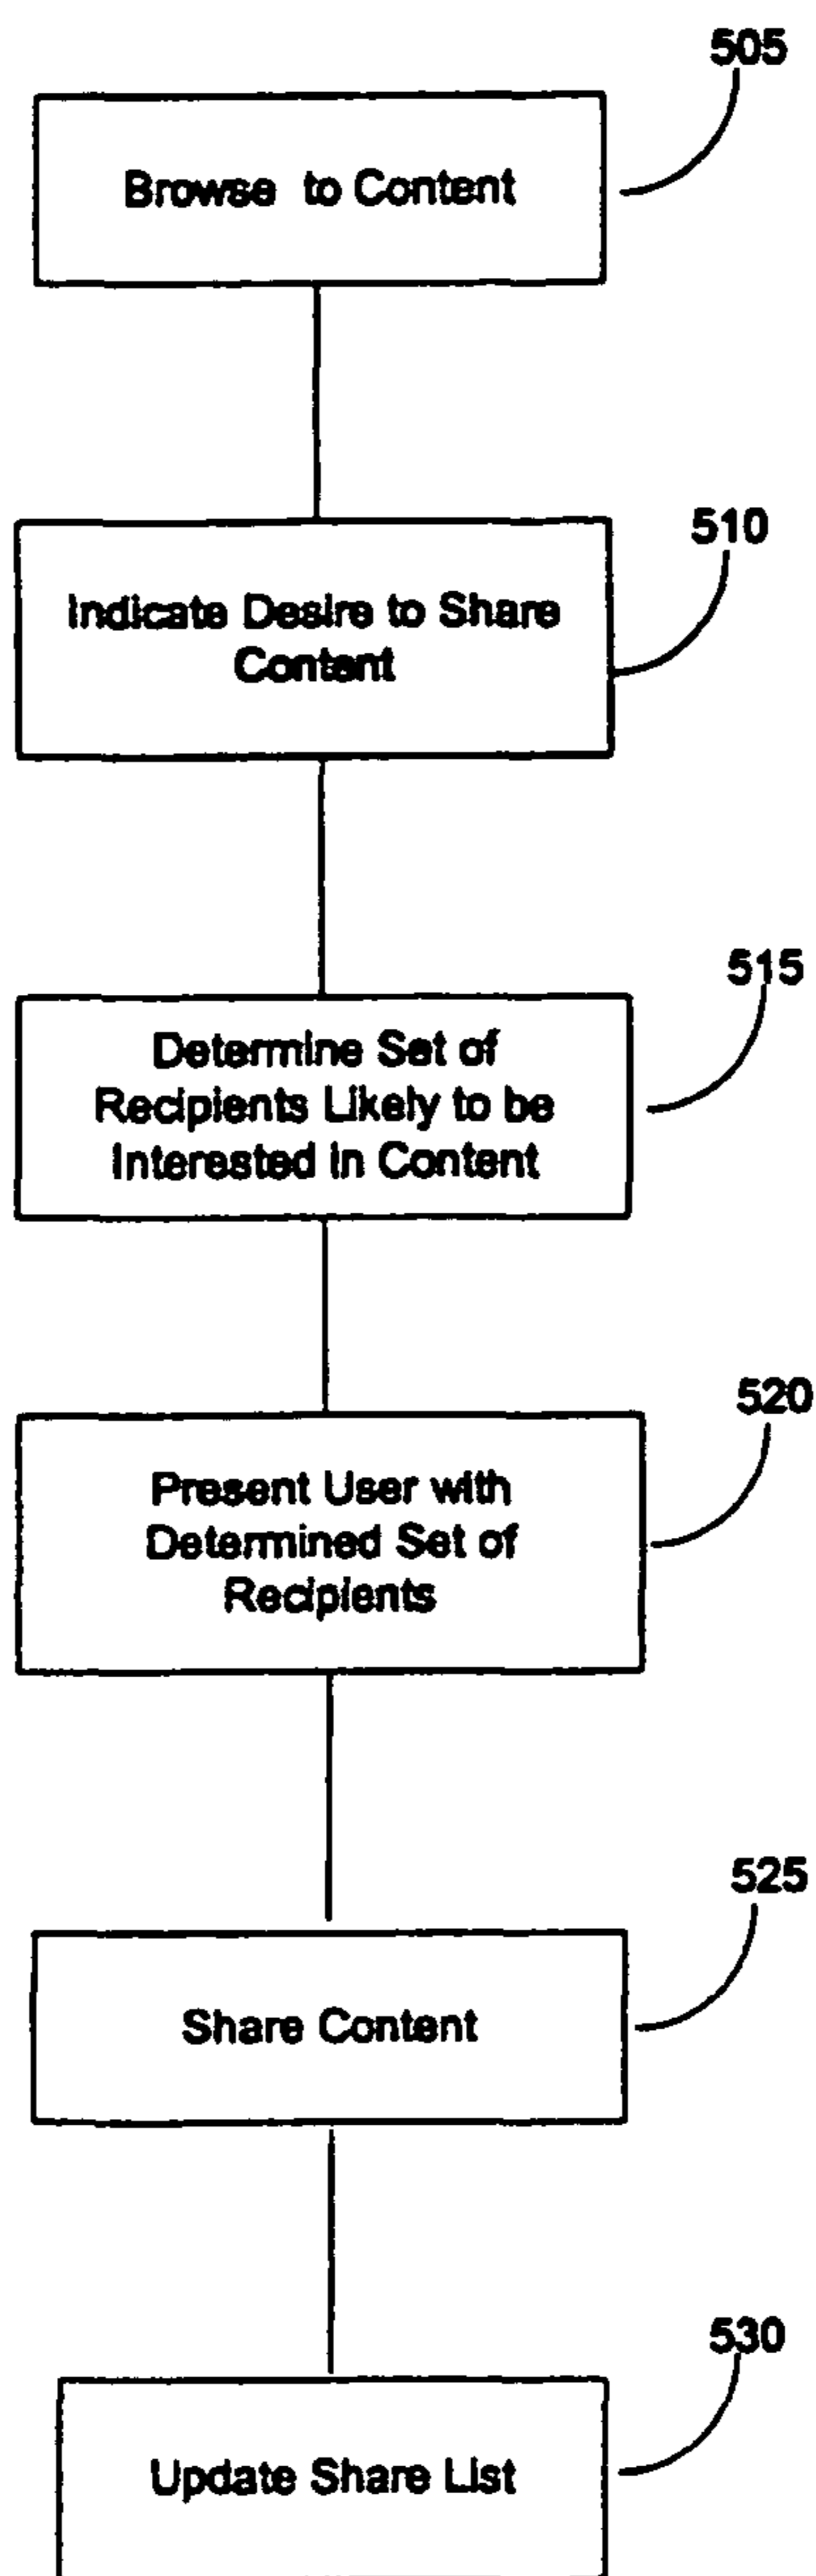 505
Browse to Content
510
Indicate Desire to Share
Content
515
Determine Set of
Recipients Likely to be
Interested in Content
520
Present User with
Determined Set of
Recipients
525
Share Content
530
Update Share List